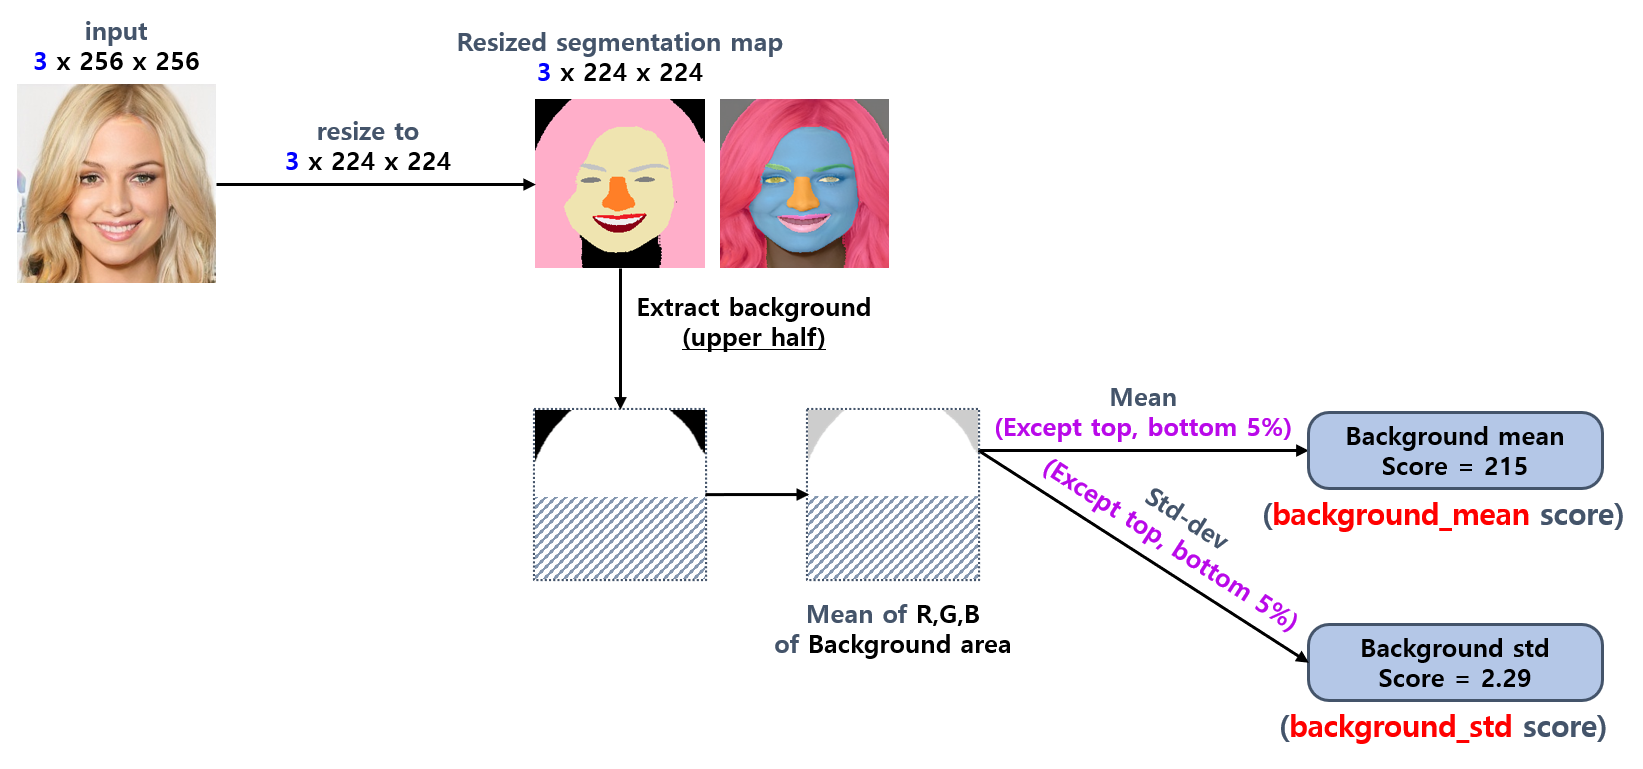 input
3 x 256 x 256
resize to
3 x 224 x 224
Resized segmentation map
3 x 224 x 224
Extract background
(upper half)
Mean of R,G,B
of Background area
Mean
(Except top, bottom 5%)
Std-dev
(Except top, bottom 5%)
Background mean
Score = 215
(background_mean score)
Background std
Score = 2.29
(background_std score)